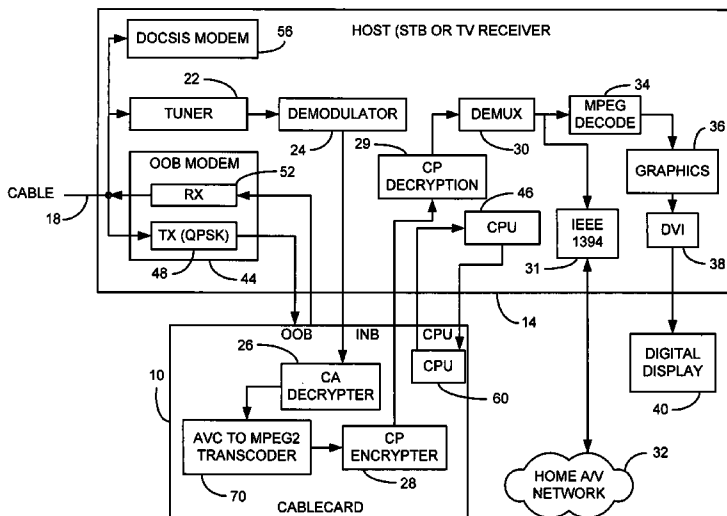 56
HOST (STB OR TV RECEIVER
DOCSIS MODEM
22
34
TUNER
DEMODULATOR
DEMUX
MPEG
DECODE
36
24
29
30
OOB MODEM
CP
DECRYPTION
GRAPHICS
CABLE
52
RX
46
18
TX (QPSK)
CPU
IEEE
1394
DVI
48
44
31
38
OOB
INB
CPU
14
26
10
CA
DECRYPTER
CPU
60
DIGITAL
DISPLAY
40
AVC TO MPEG2
TRANSCODER
CP
ENCRYPTER
70
28
32
HOME A/V
NETWORK
CABLECARD